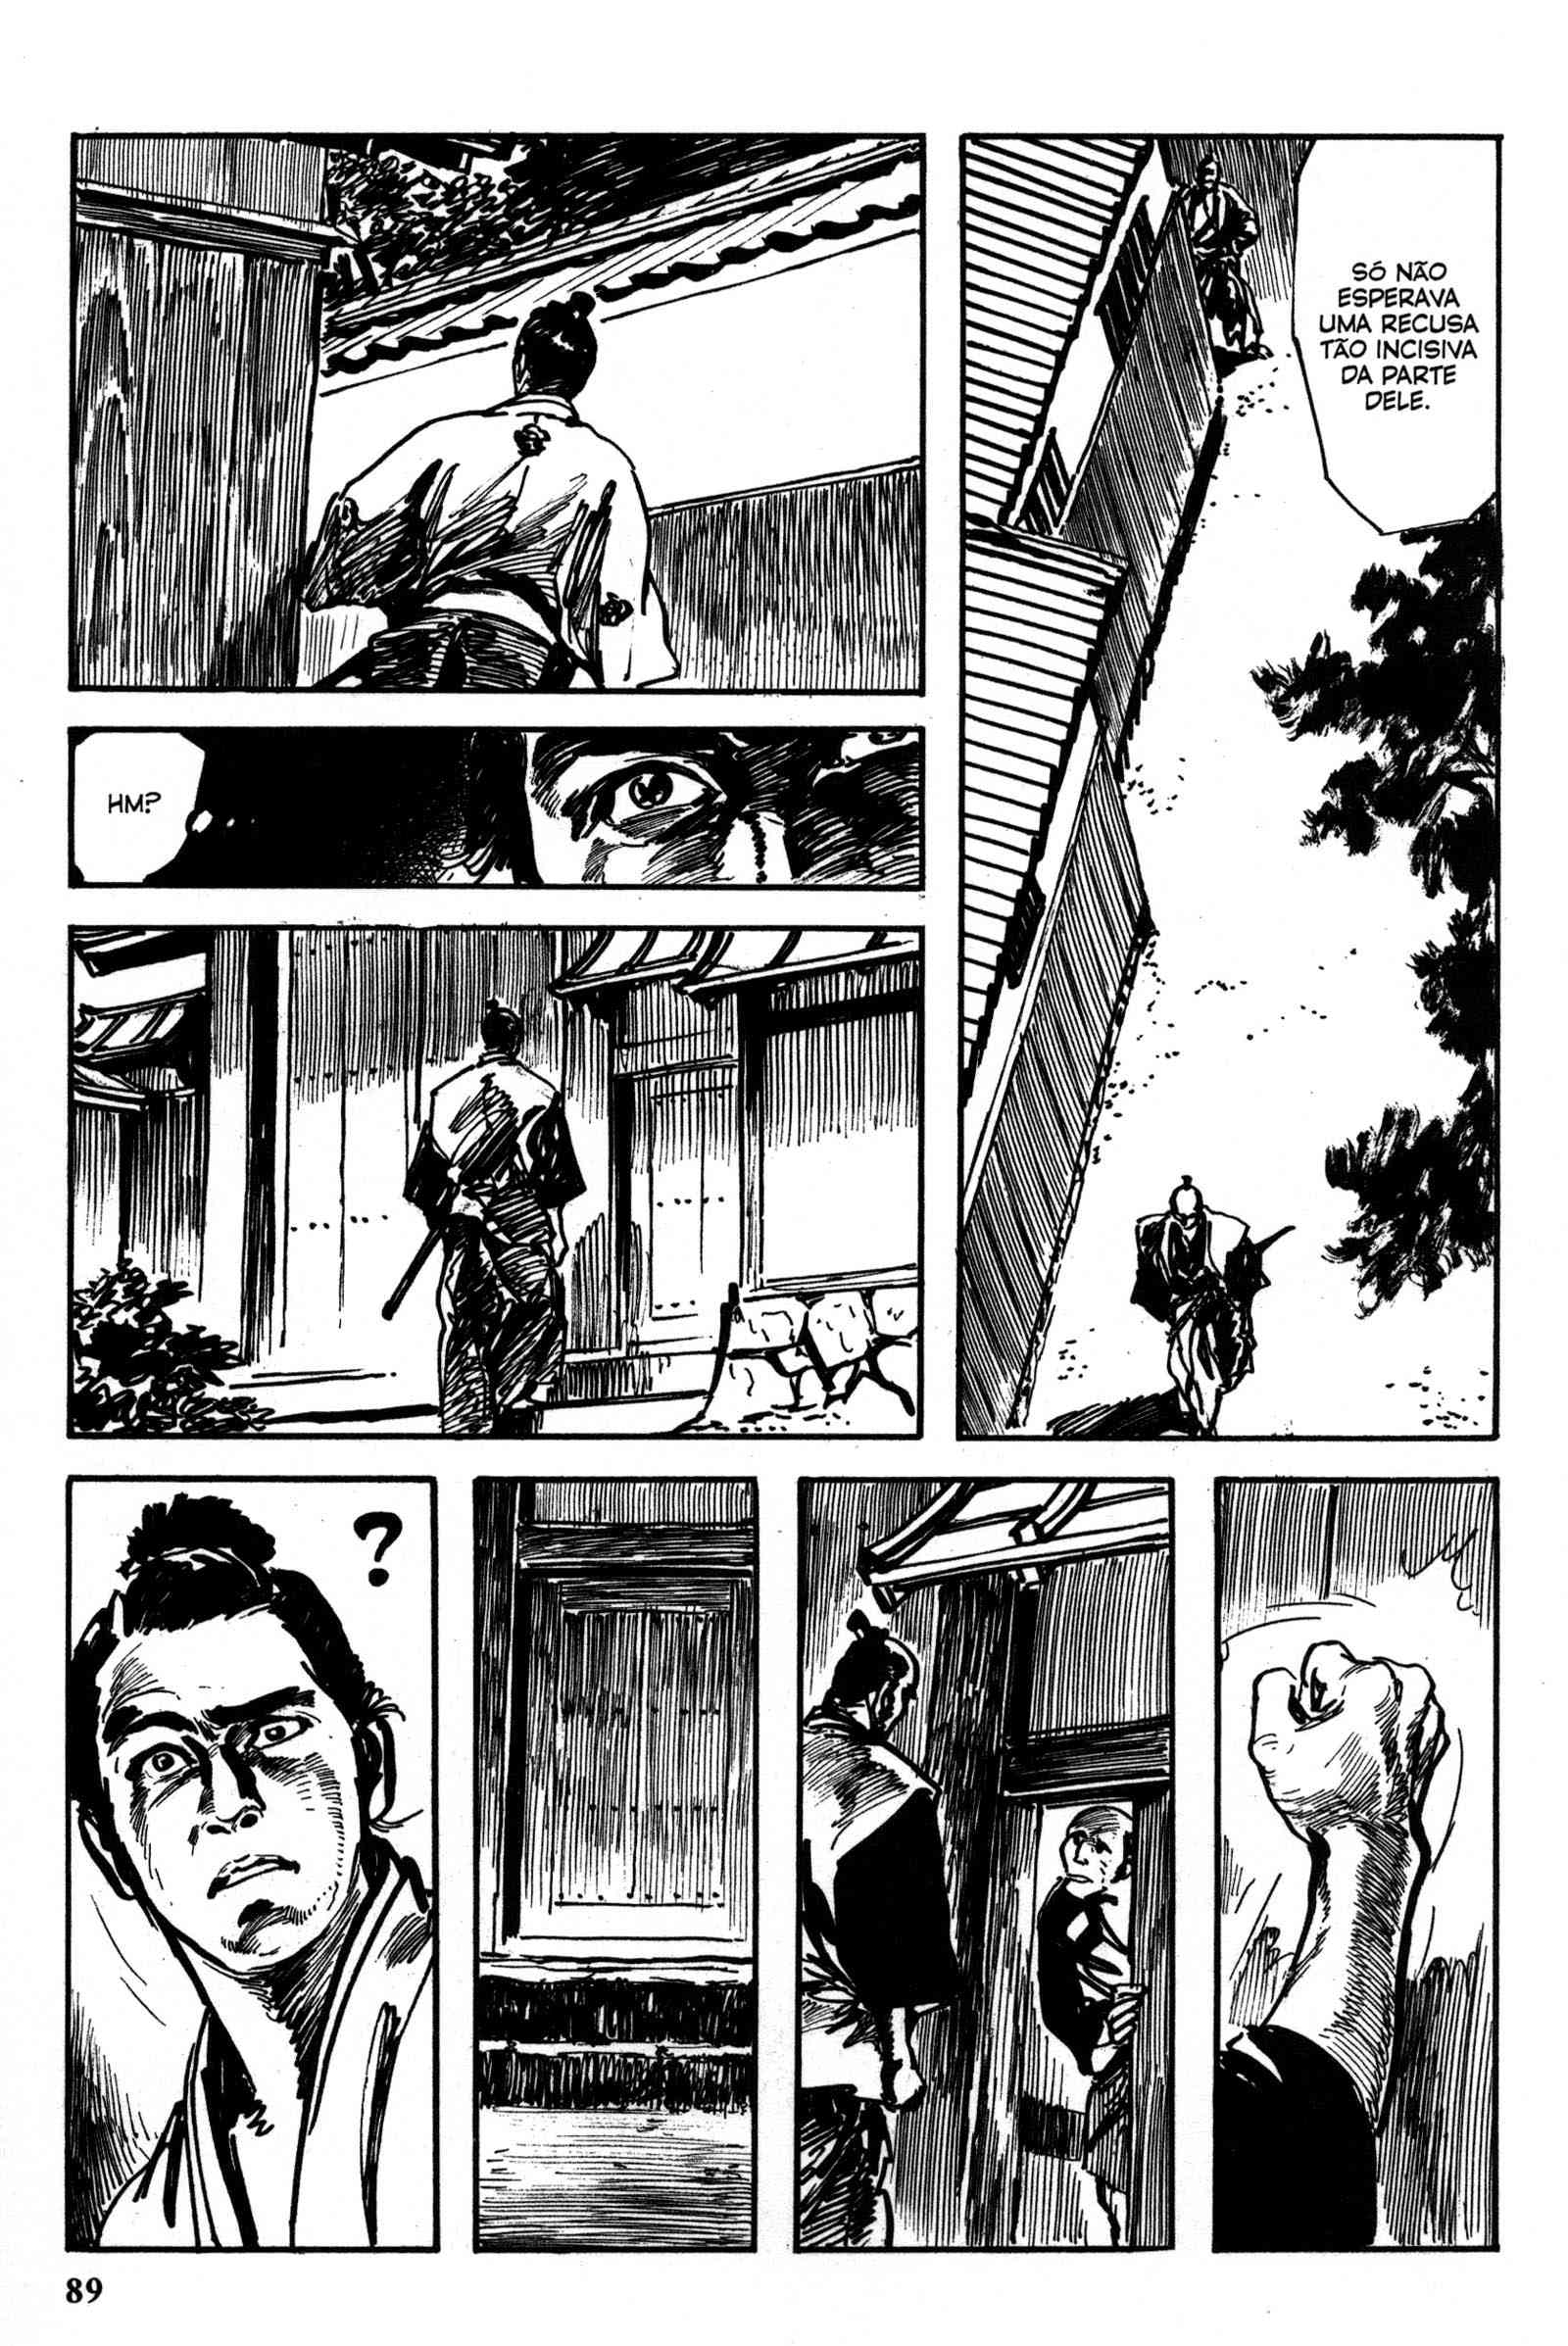 SÓ NÃO
ESPERAVA
UMA RECUSA
TÃO INCISIVA
DA PARTE
DELE.
HM?
?
89